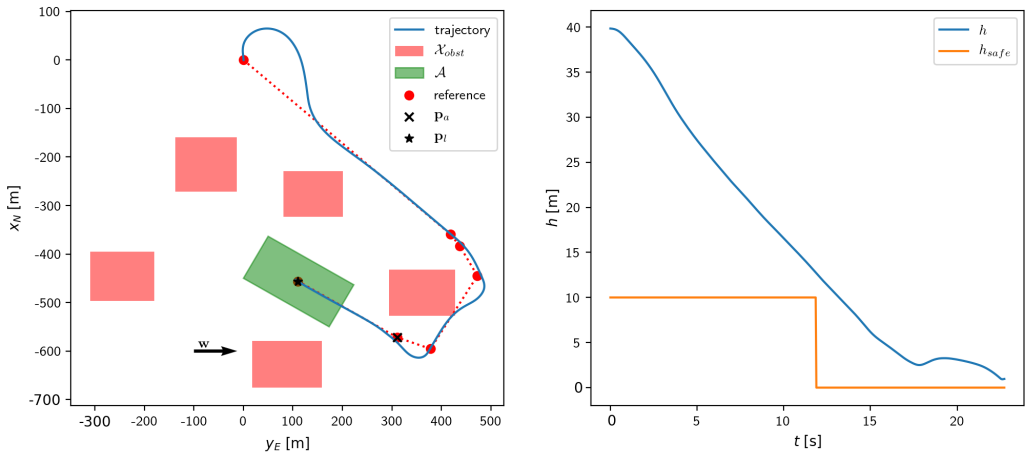 100
0
-100
-200
-300
-400
-500
-600
-700
x_N [m]
-300
-200
-100
0
100
200
300
400
500
y_E [m]
trajectory
𝒳_obst
𝒜
reference
P_a
P_l
w
40
35
30
25
20
15
10
5
0
h [m]
0
5
10
15
20
t [s]
h
h_safe